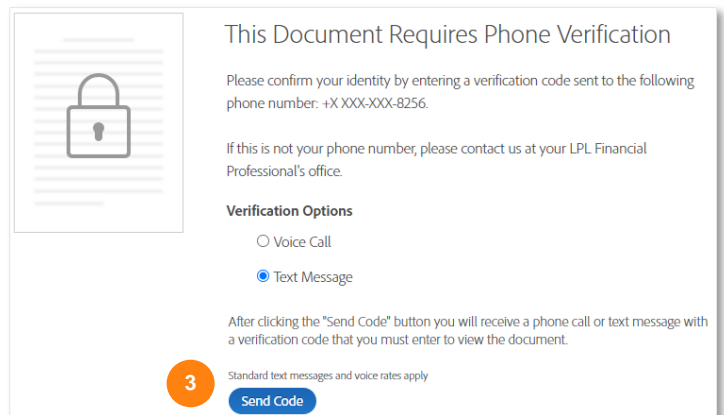 This Document Requires Phone Verification
Please confirm your identity by entering a verification code sent to the following
phone number: +X XXX-XXX-8256.
If this is not your phone number, please contact us at your LPL Financial
Professional's office.
Verification Options
Voice Call
Text Message
After clicking the "Send Code" button you will receive a phone call or text message with
a verification code that you must enter to view the document.
Standard text messages and voice rates apply
3
Send Code